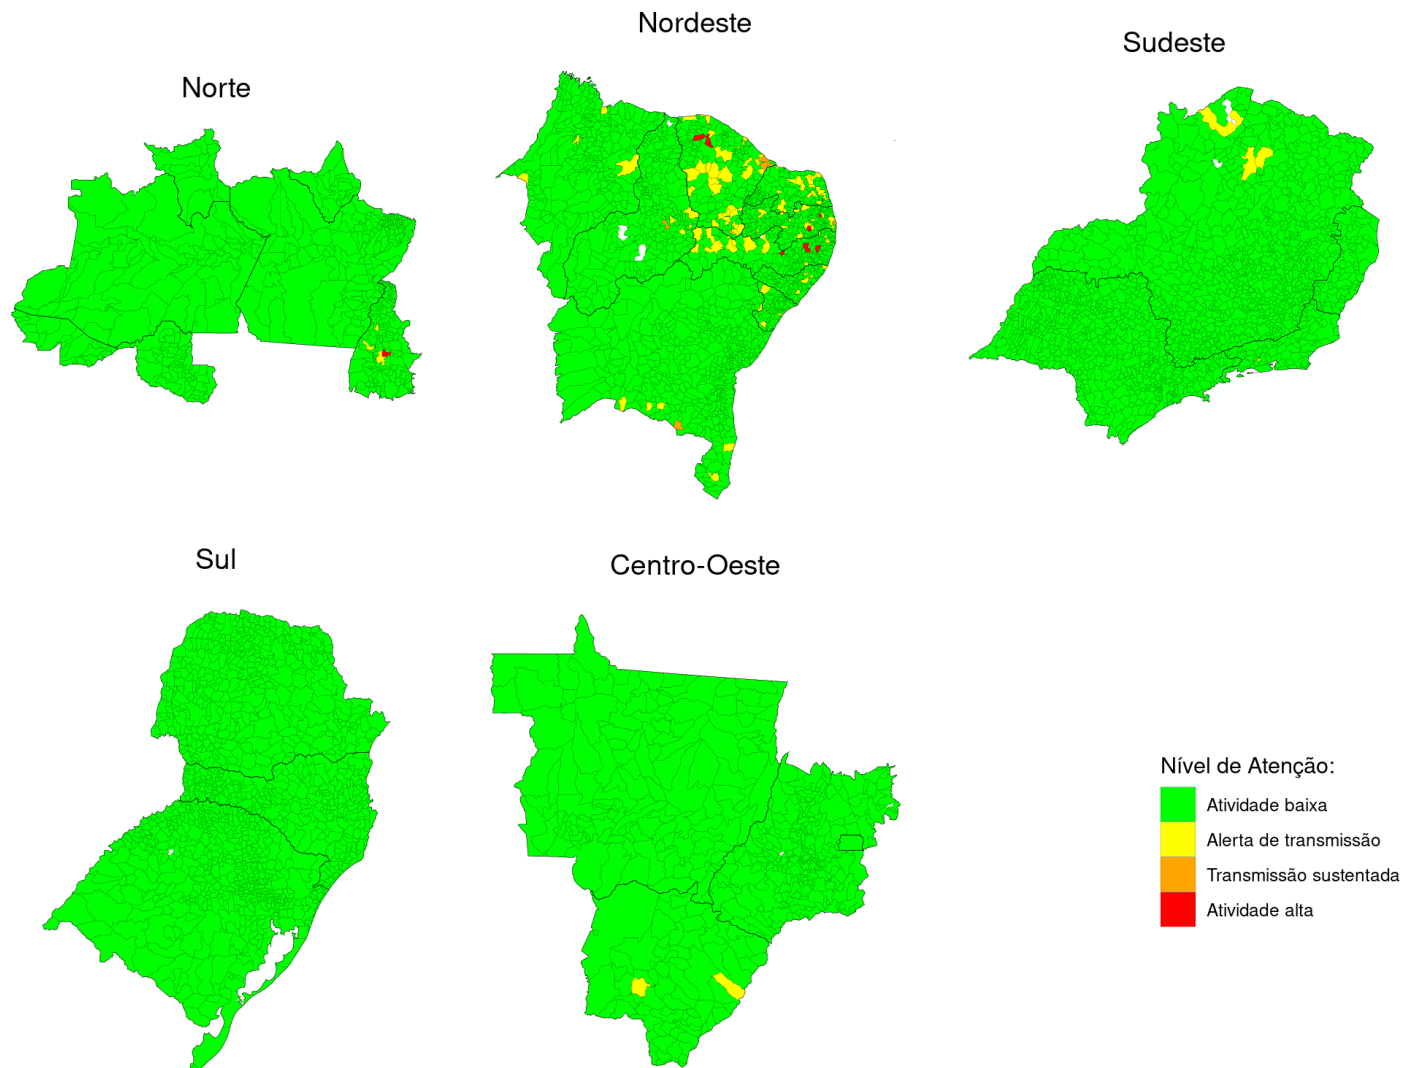 Nordeste
Sudeste
Norte
Sul
Centro-Oeste
Nível de Atenção:
Atividade baixa
Alerta de transmissão
Transmissão sustentada
Atividade alta